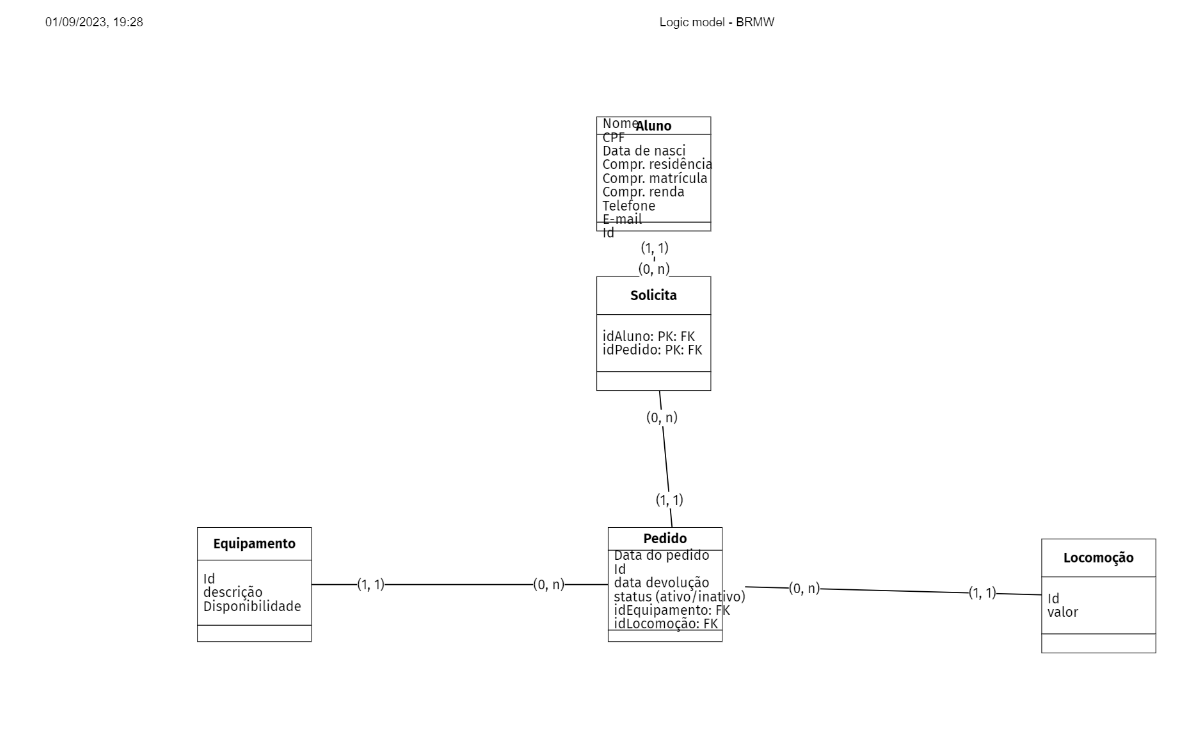 01/09/2023, 19:28
Logic model - BRMW
Aluno
Nome
CPF
Data de nasci
Compr. residência
Compr. matrícula
Compr. renda
Telefone
E-mail
Id
(1, 1)
(0, n)
Solicita
idAluno: PK: FK
idPedido: PK: FK
(0, n)
(1, 1)
Equipamento
Id
descrição
Disponibilidade
(1, 1)
(0, n)
Pedido
Data do pedido
Id
data devolução
status (ativo/inativo)
idEquipamento: FK
idLocomoção: FK
(0, n)
(1, 1)
Locomoção
Id
valor